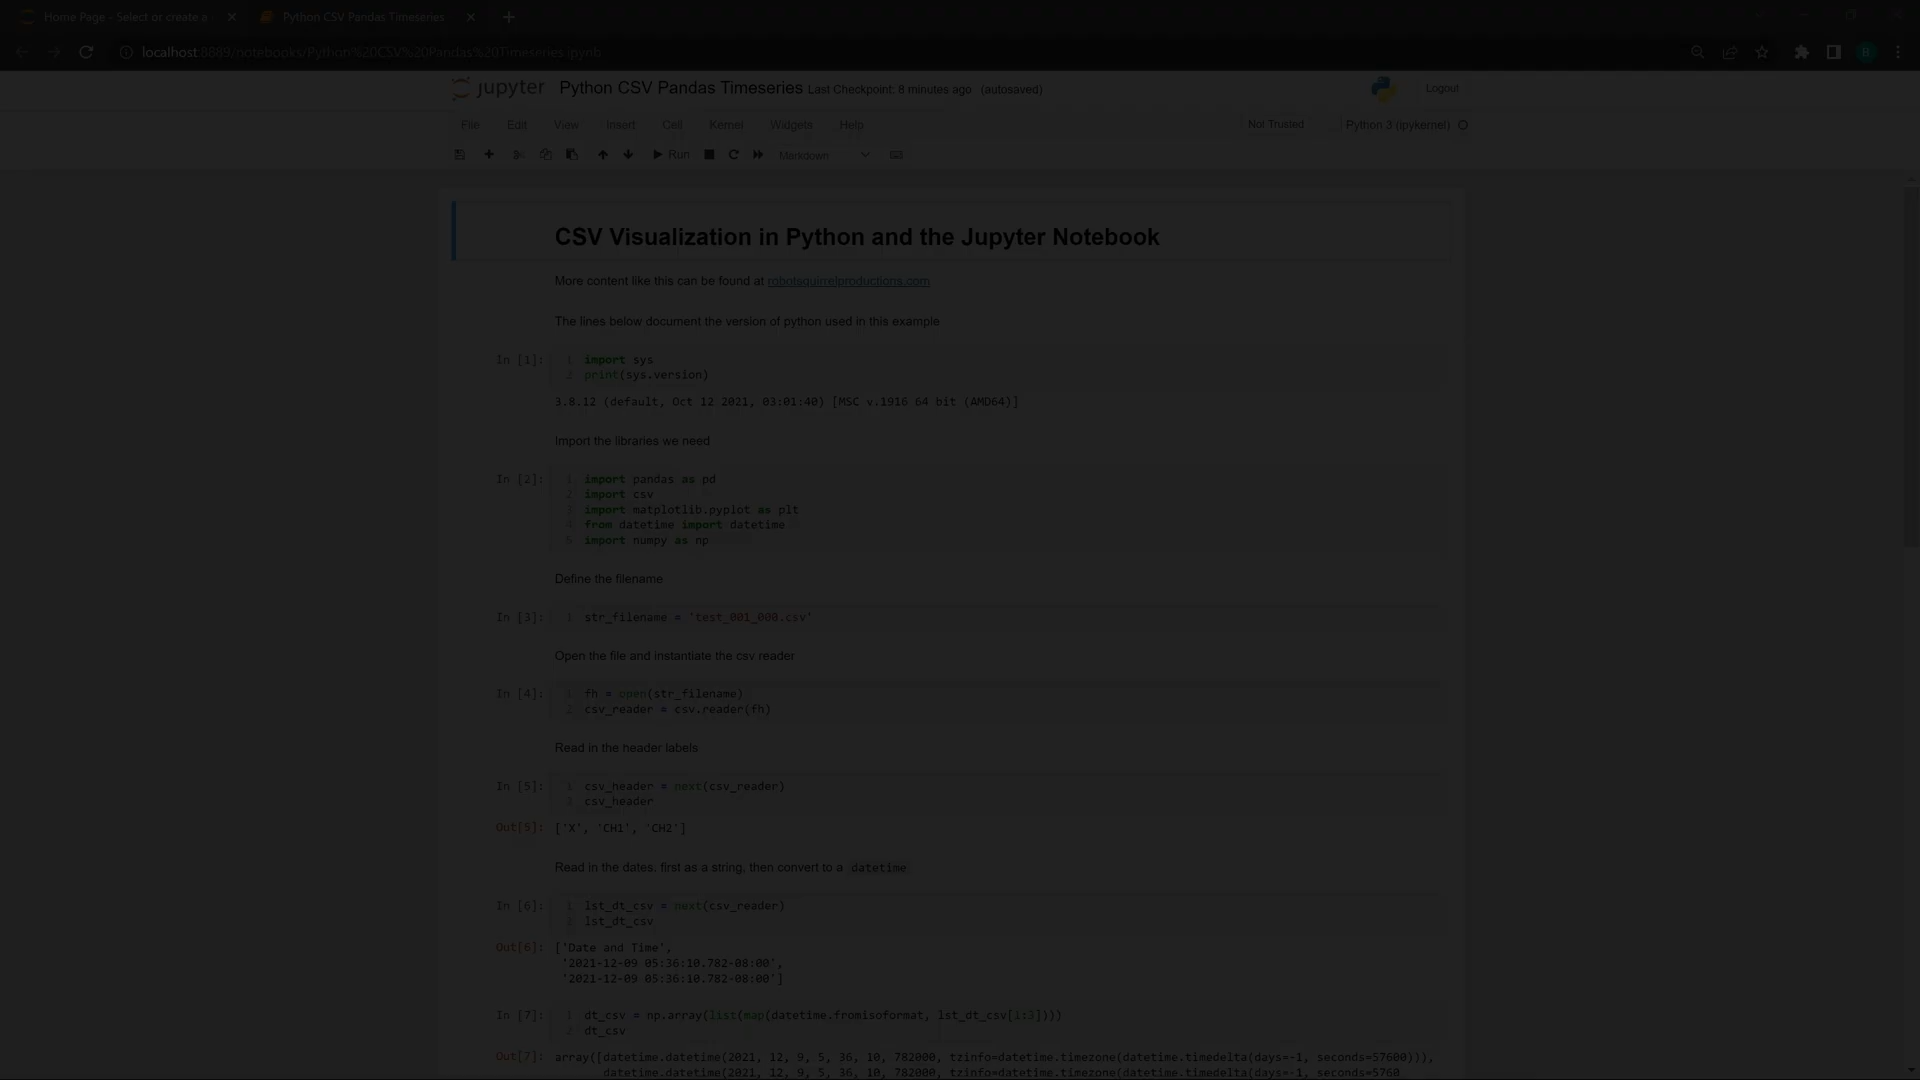 Home Page - Select or create a
Python CSV Pandas Timeseries
localhost:8889/notebooks/Python%20CSV%20Pandas%20Timeseries.ipynb
B
jupyter Python CSV Pandas Timeseries Last Checkpoint: 8 minutes ago (autosaved)
Logout
File Edit View Insert Cell Kernel Widgets Help
Not Trusted Python 3 (ipykernel)
Run Markdown
CSV Visualization in Python and the Jupyter Notebook
More content like this can be found at robotsquirrelproductions.com
The lines below document the version of python used in this example
In [1]: 1 import sys
2 print(sys.version)
3.8.12 (default, Oct 12 2021, 03:01:40) [MSC v.1916 64 bit (AMD64)]
Import the libraries we need
In [2]: 1 import pandas as pd
2 import csv
3 import matplotlib.pyplot as plt
4 from datetime import datetime
5 import numpy as np
Define the filename
In [3]: 1 str_filename = 'test_001_000.csv'
Open the file and instantiate the csv reader
In [4]: 1 fh = open(str_filename)
2 csv_reader = csv.reader(fh)
Read in the header labels
In [5]: 1 csv_header = next(csv_reader)
2 csv_header
Out[5]: ['X', 'CH1', 'CH2']
Read in the dates, first as a string, then convert to a datetime
In [6]: 1 lst_dt_csv = next(csv_reader)
2 lst_dt_csv
Out[6]: ['Date and Time',
'2021-12-09 05:36:10.782-08:00',
'2021-12-09 05:36:10.782-08:00']
In [7]: 1 dt_csv = np.array(list(map(datetime.fromisoformat, lst_dt_csv[1:3])))
2 dt_csv
Out[7]: array([datetime.datetime(2021, 12, 9, 5, 36, 10, 782000, tzinfo=datetime.timezone(datetime.timedelta(days=-1, seconds=57600))),
datetime.datetime(2021, 12, 9, 5, 36, 10, 782000, tzinfo=datetime.timezone(datetime.timedelta(days=-1, seconds=5760